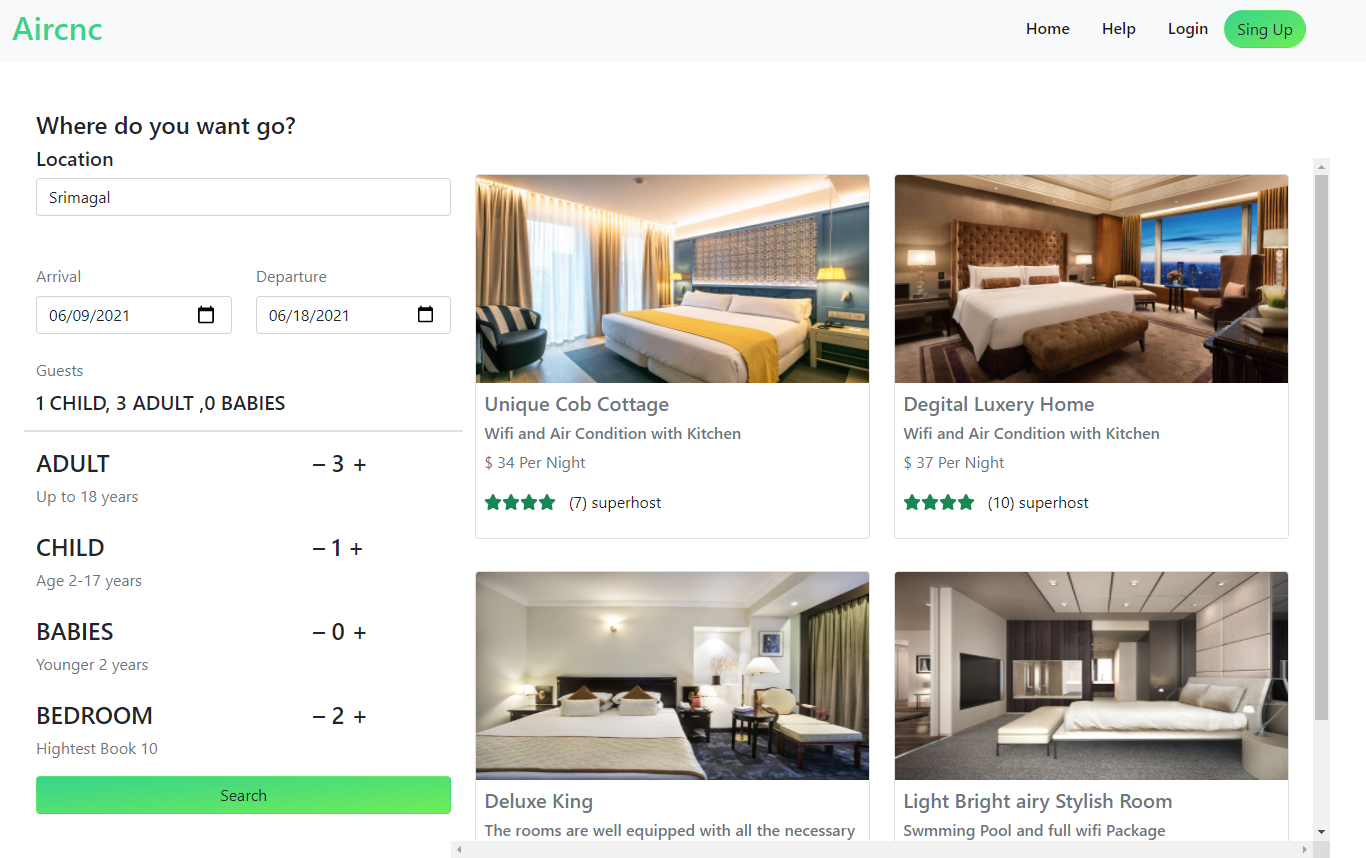 Aircnc
Home Help Login Sing Up
Where do you want go?
Location
Srimagal
Arrival Departure
06/09/2021 06/18/2021
Guests
1 CHILD, 3 ADULT ,0 BABIES
ADULT – 3 +
Up to 18 years
CHILD – 1 +
Age 2-17 years
BABIES – 0 +
Younger 2 years
BEDROOM – 2 +
Hightest Book 10
Search
Unique Cob Cottage
Wifi and Air Condition with Kitchen
$ 34 Per Night
(7) superhost
Degital Luxery Home
Wifi and Air Condition with Kitchen
$ 37 Per Night
(10) superhost
Deluxe King
The rooms are well equipped with all the necessary
Light Bright airy Stylish Room
Swmming Pool and full wifi Package